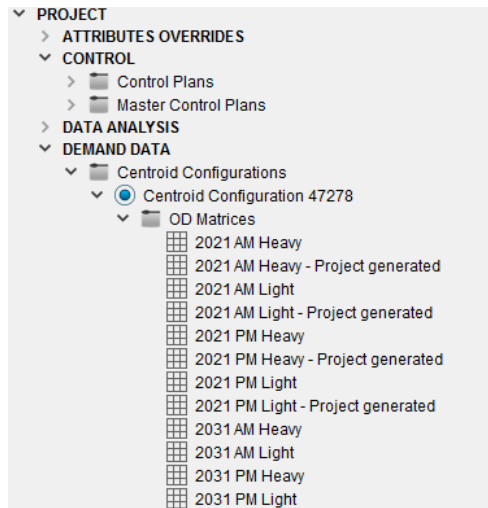 PROJECT
ATTRIBUTES OVERRIDES
CONTROL
Control Plans
Master Control Plans
DATA ANALYSIS
DEMAND DATA
Centroid Configurations
Centroid Configuration 47278
OD Matrices
2021 AM Heavy
2021 AM Heavy - Project generated
2021 AM Light
2021 AM Light - Project generated
2021 PM Heavy
2021 PM Heavy - Project generated
2021 PM Light
2021 PM Light - Project generated
2031 AM Heavy
2031 AM Light
2031 PM Heavy
2031 PM Light